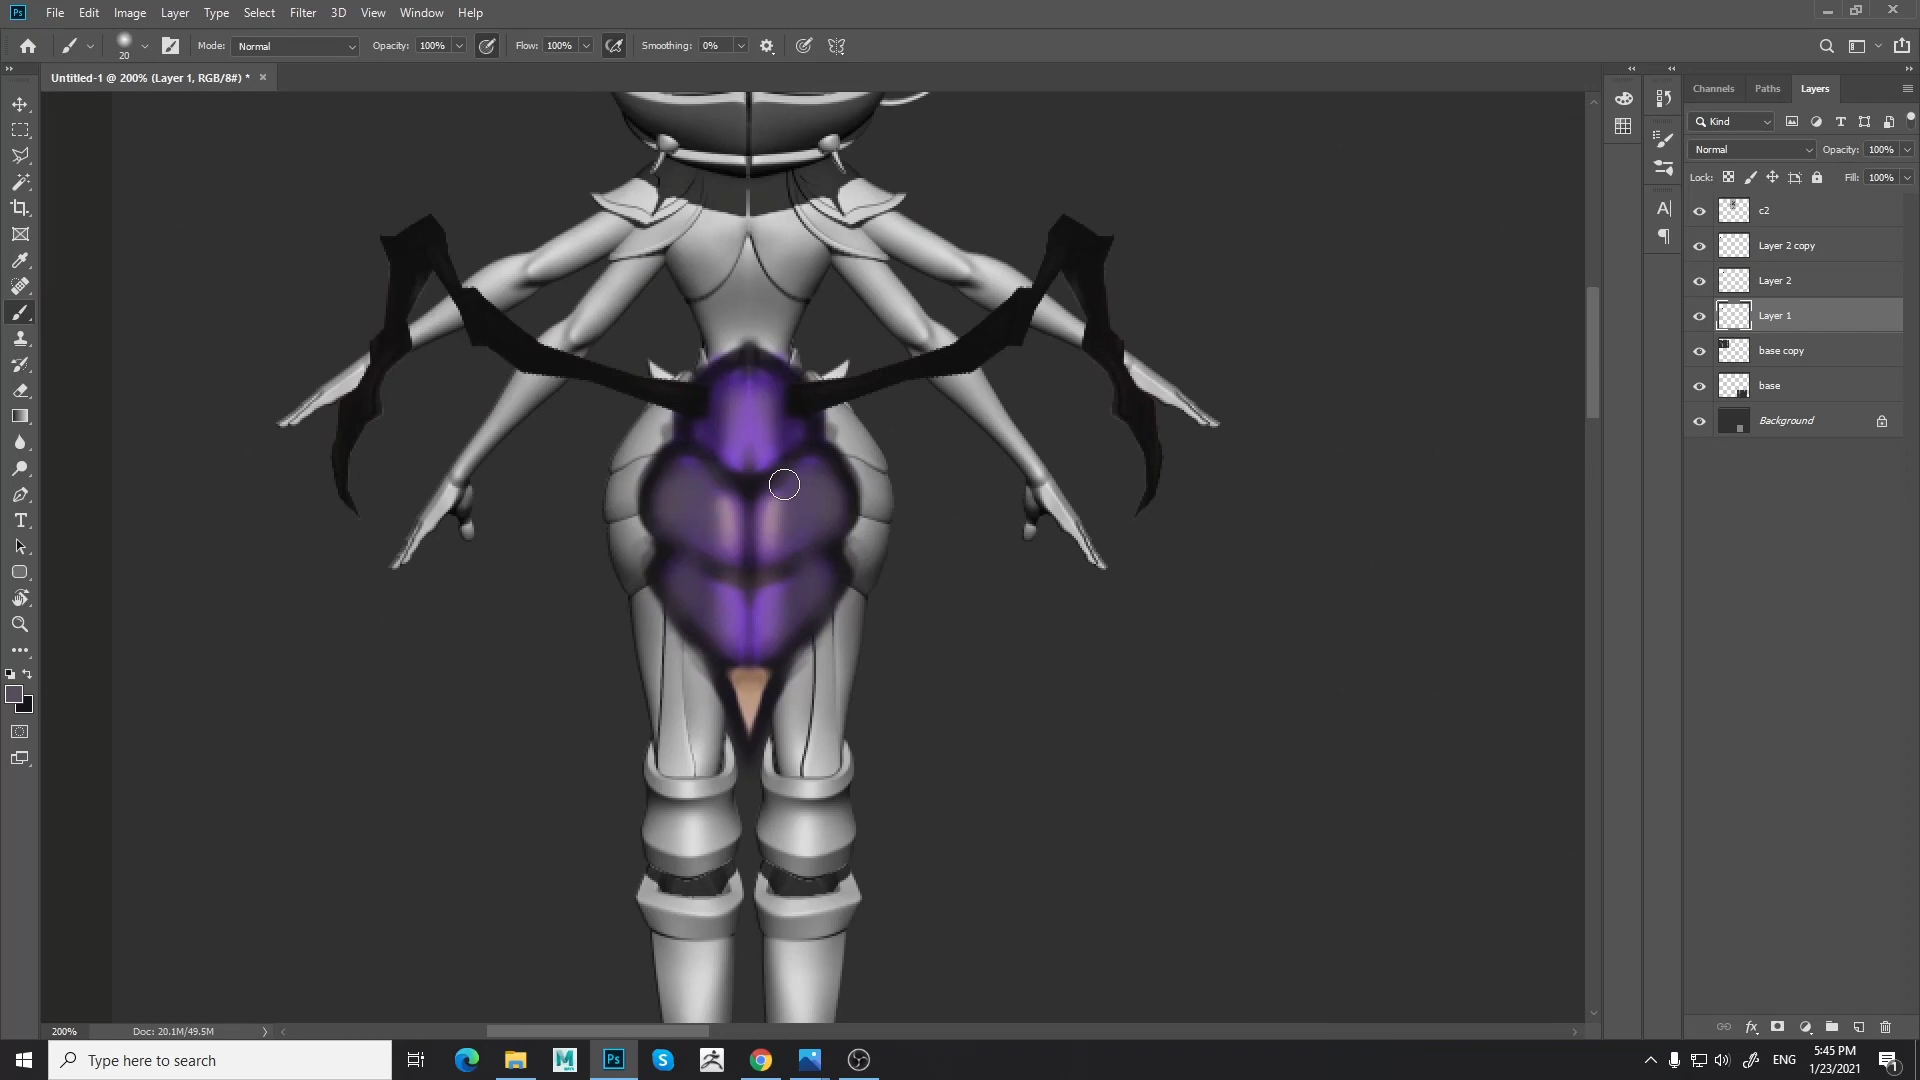 Ps File Edit Image Layer Type Select Filter 3D View Window Help
20 Mode: Normal Opacity: 100% Flow: 100% Smoothing: 0%
Untitled-1 @ 200% (Layer 1, RGB/8#) * ×
Channels Paths Layers
Kind
Normal Opacity: 100%
Lock: Fill: 100%
c2
Layer 2 copy
Layer 2
Layer 1
base copy
base
Background
200% Doc: 20.1M/49.5M
Type here to search
ENG
5:45 PM
1/23/2021
1